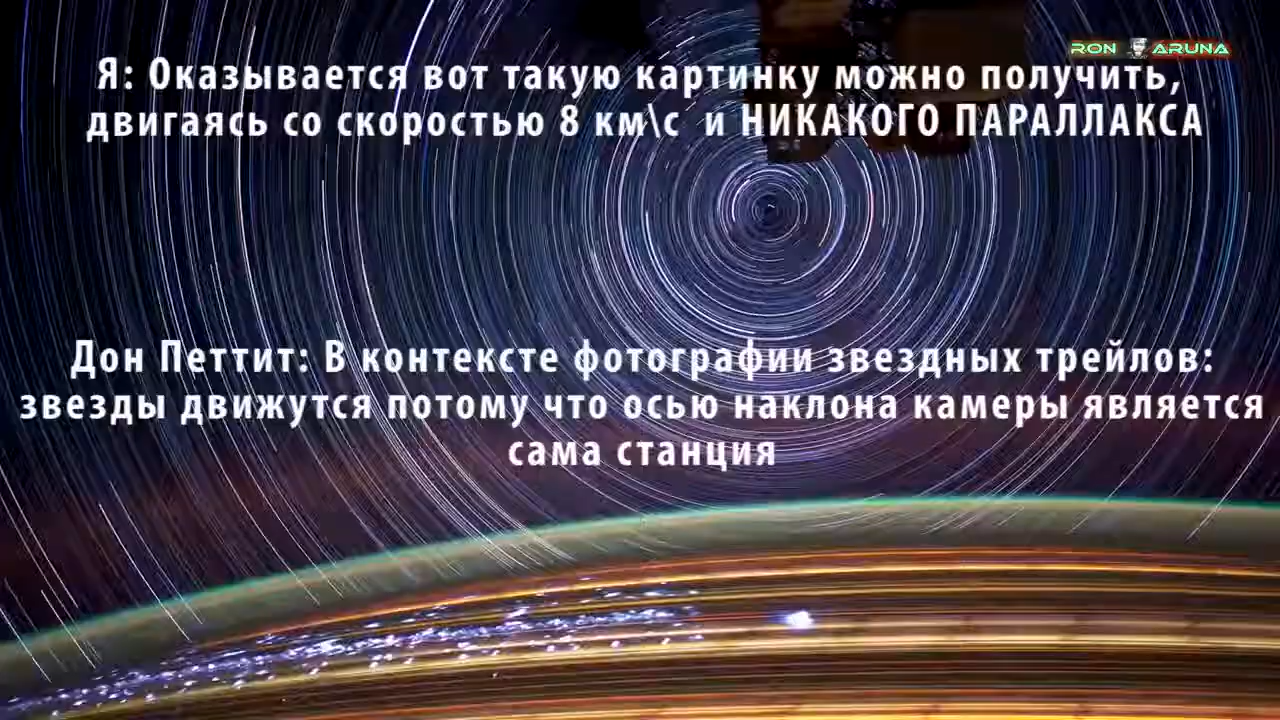 RON ARUNA
Я: Оказывается вот такую картинку можно получить,
двигаясь со скоростью 8 км\с и НИКАКОГО ПАРАЛЛАКСА
Дон Петтит: В контексте фотографии звездных трейлов:
звезды движутся потому что осью наклона камеры является
сама станция